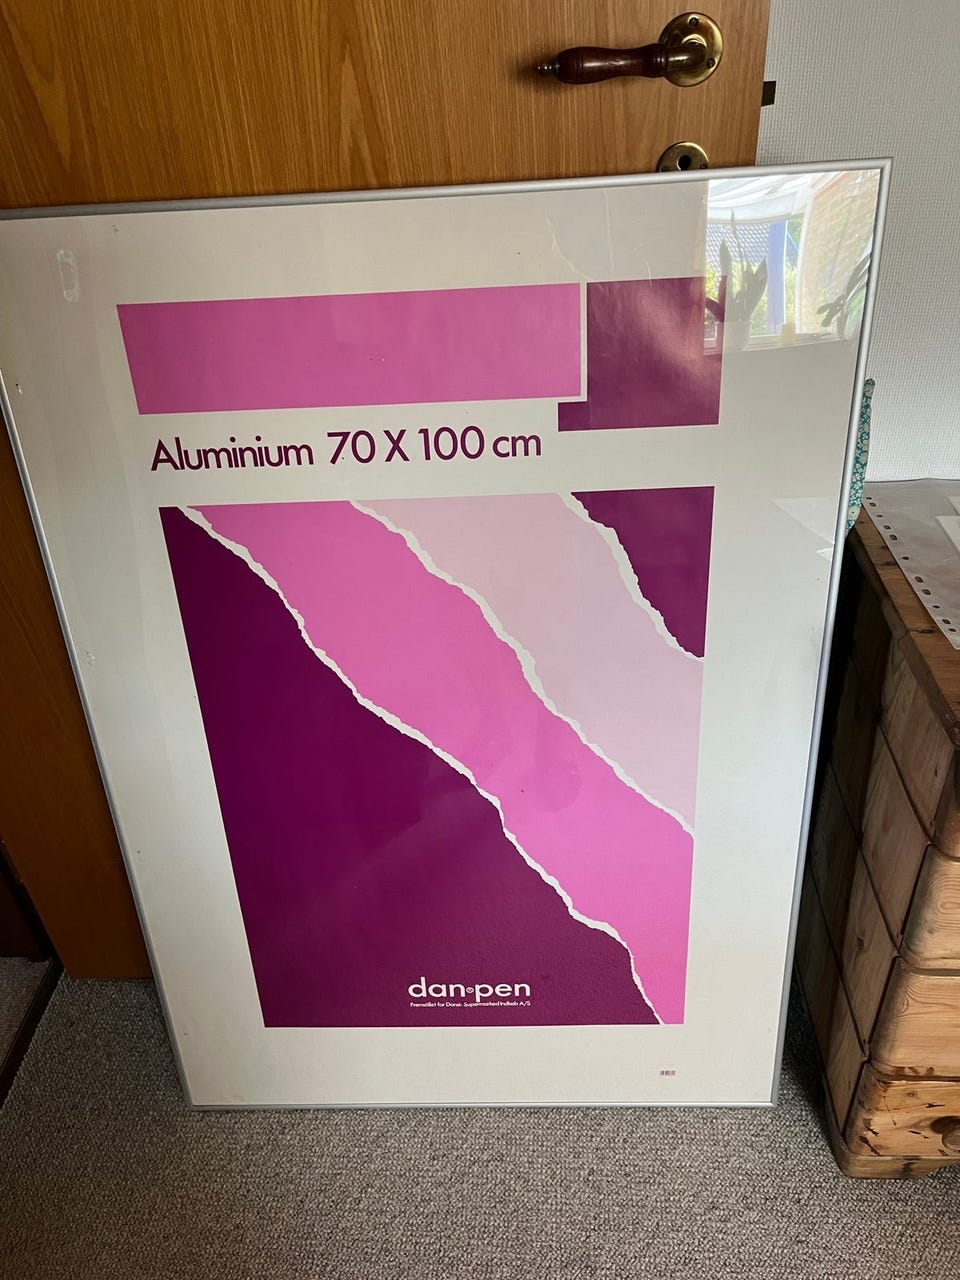 Aluminium 70 X 100 cm
dan pen
Fremstillet for Dansk Supermarked Indkøb A/S